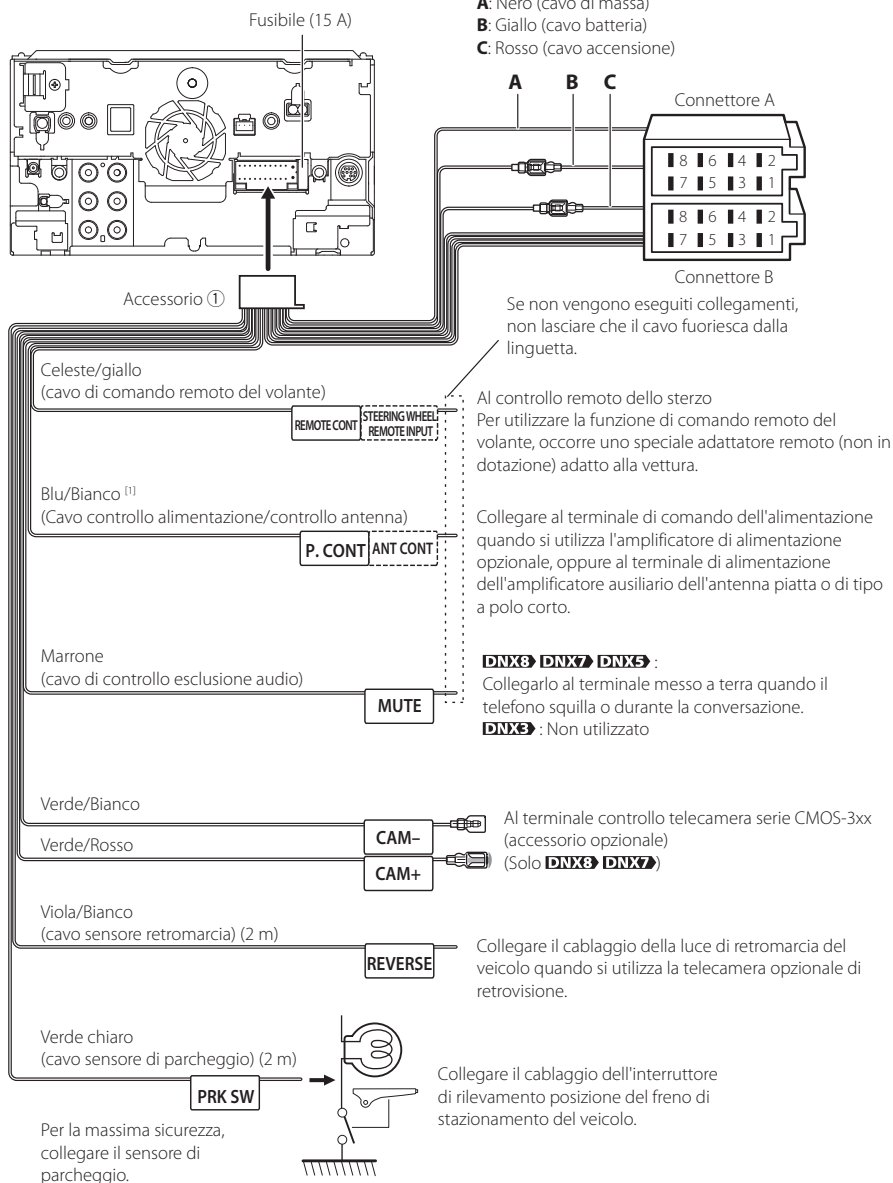 A: Nero (cavo di massa)
B: Giallo (cavo batteria)
C: Rosso (cavo accensione)
Fusibile (15 A)
A B C
Connettore A
8 6 4 2
7 5 3 1
8 6 4 2
7 5 3 1
Connettore B
Accessorio ①
Se non vengono eseguiti collegamenti,
non lasciare che il cavo fuoriesca dalla
linguetta.
Celeste/giallo
(cavo di comando remoto del volante)
REMOTE CONT
STEERING WHEEL
REMOTE INPUT
Al controllo remoto dello sterzo
Per utilizzare la funzione di comando remoto del
volante, occorre uno speciale adattatore remoto (non in
dotazione) adatto alla vettura.
Blu/Bianco [1]
(Cavo controllo alimentazione/controllo antenna)
P. CONT
ANT CONT
Collegare al terminale di comando dell'alimentazione
quando si utilizza l'amplificatore di alimentazione
opzionale, oppure al terminale di alimentazione
dell'amplificatore ausiliario dell'antenna piatta o di tipo
a polo corto.
Marrone
(cavo di controllo esclusione audio)
MUTE
DNX8 DNX7 DNX5 :
Collegarlo al terminale messo a terra quando il
telefono squilla o durante la conversazione.
DNX3 : Non utilizzato
Verde/Bianco
CAM–
Verde/Rosso
CAM+
Al terminale controllo telecamera serie CMOS-3xx
(accessorio opzionale)
(Solo DNX8 DNX7)
Viola/Bianco
(cavo sensore retromarcia) (2 m)
REVERSE
Collegare il cablaggio della luce di retromarcia del
veicolo quando si utilizza la telecamera opzionale di
retrovisione.
Verde chiaro
(cavo sensore di parcheggio) (2 m)
PRK SW
Collegare il cablaggio dell'interruttore
di rilevamento posizione del freno di
stazionamento del veicolo.
Per la massima sicurezza,
collegare il sensore di
parcheggio.